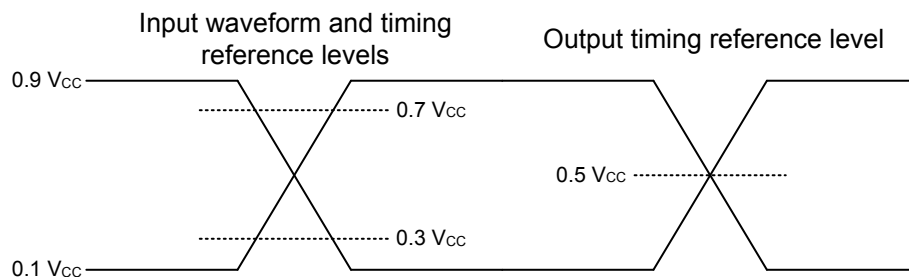 Input waveform and timing
reference levels
Output timing reference level
0.9 VCC
0.7 VCC
0.5 VCC
0.3 VCC
0.1 VCC